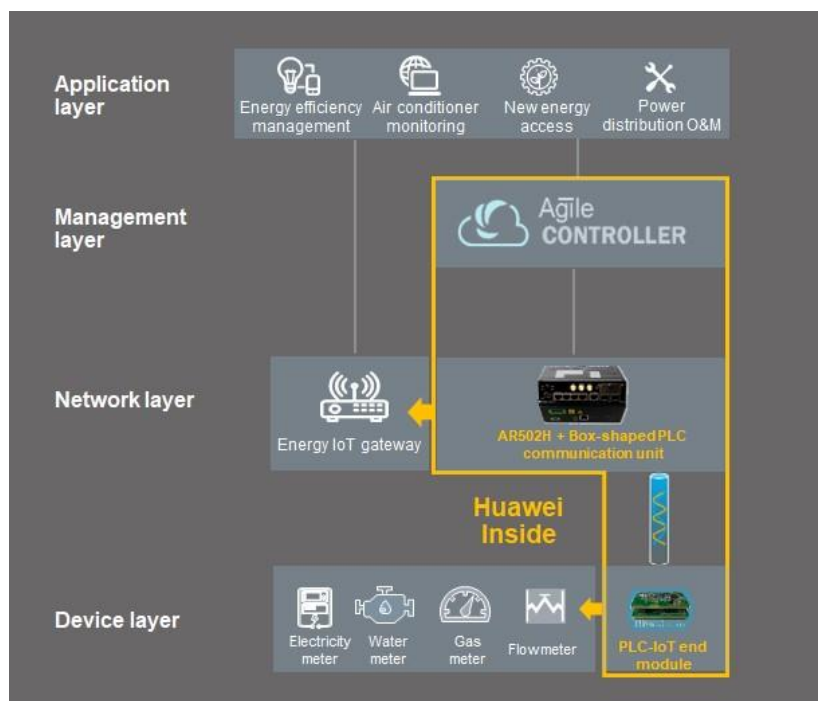 Application
layer
Energy efficiency
management
Air conditioner
monitoring
New energy
access
Power
distribution O&M
Management
layer
Agile
CONTROLLER
Network layer
Energy IoT gateway
AR502H + Box-shaped PLC
communication unit
Huawei
Inside
Device layer
Electricity
meter
Water
meter
Gas
meter
Flowmeter
PLC-IoT end
module